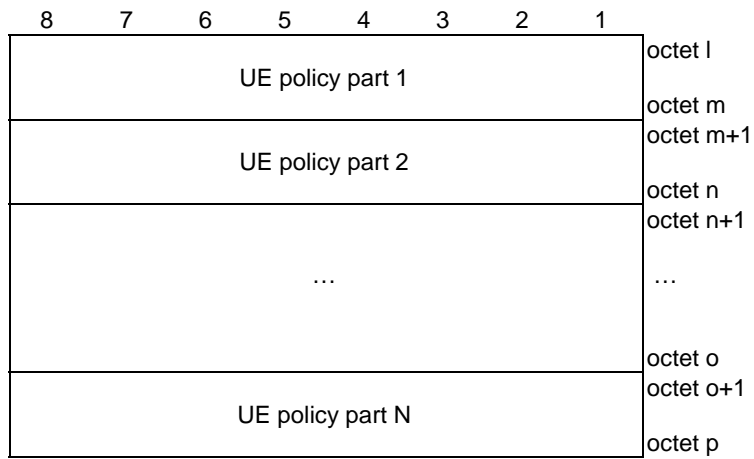 8 7 6 5 4 3 2 1
octet l
UE policy part 1
octet m
octet m+1
UE policy part 2
octet n
octet n+1
… …
octet o
octet o+1
UE policy part N
octet p